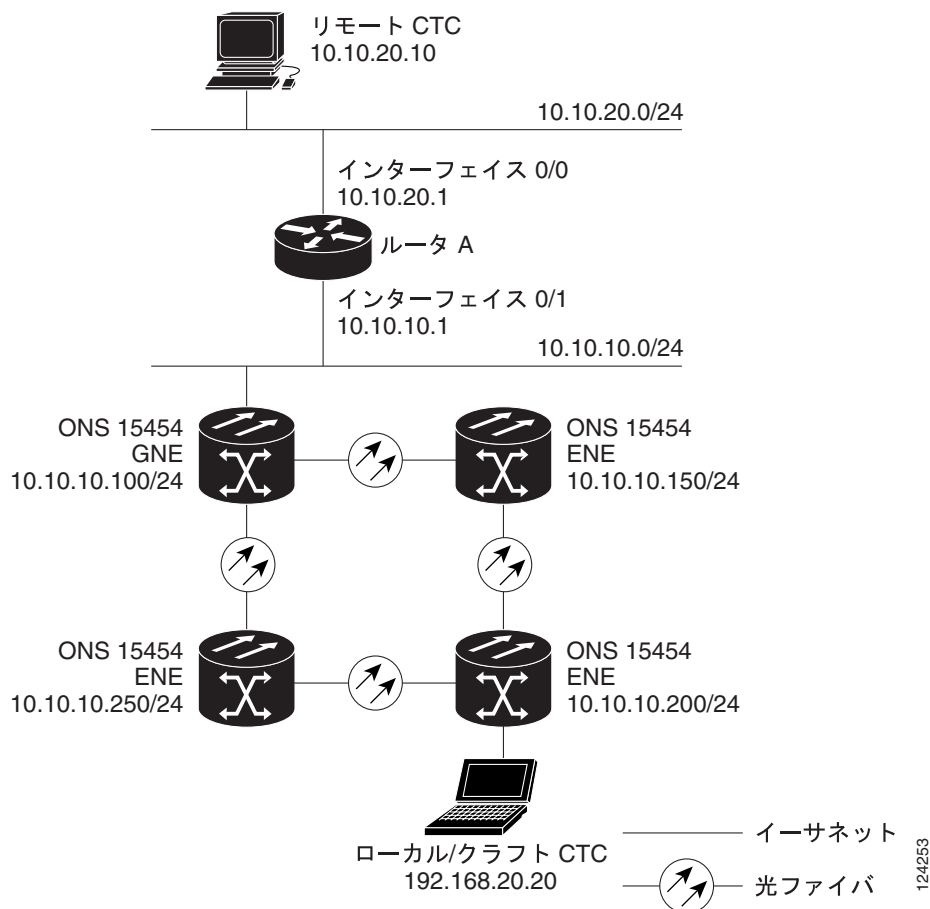 リモート CTC
10.10.20.10
10.10.20.0/24
インターフェイス 0/0
10.10.20.1
ルータ A
インターフェイス 0/1
10.10.10.1
10.10.10.0/24
ONS 15454
GNE
10.10.10.100/24
ONS 15454
ENE
10.10.10.150/24
ONS 15454
ENE
10.10.10.250/24
ONS 15454
ENE
10.10.10.200/24
ローカル/クラフト CTC
192.168.20.20
イーサネット
光ファイバ
124253